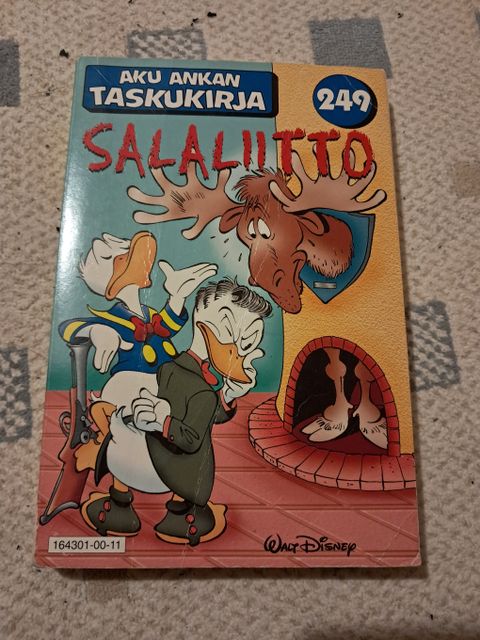 AKU ANKAN
TASKUKIRJA
249
SALALIITTO
164301-00-11
WALT DISNEY